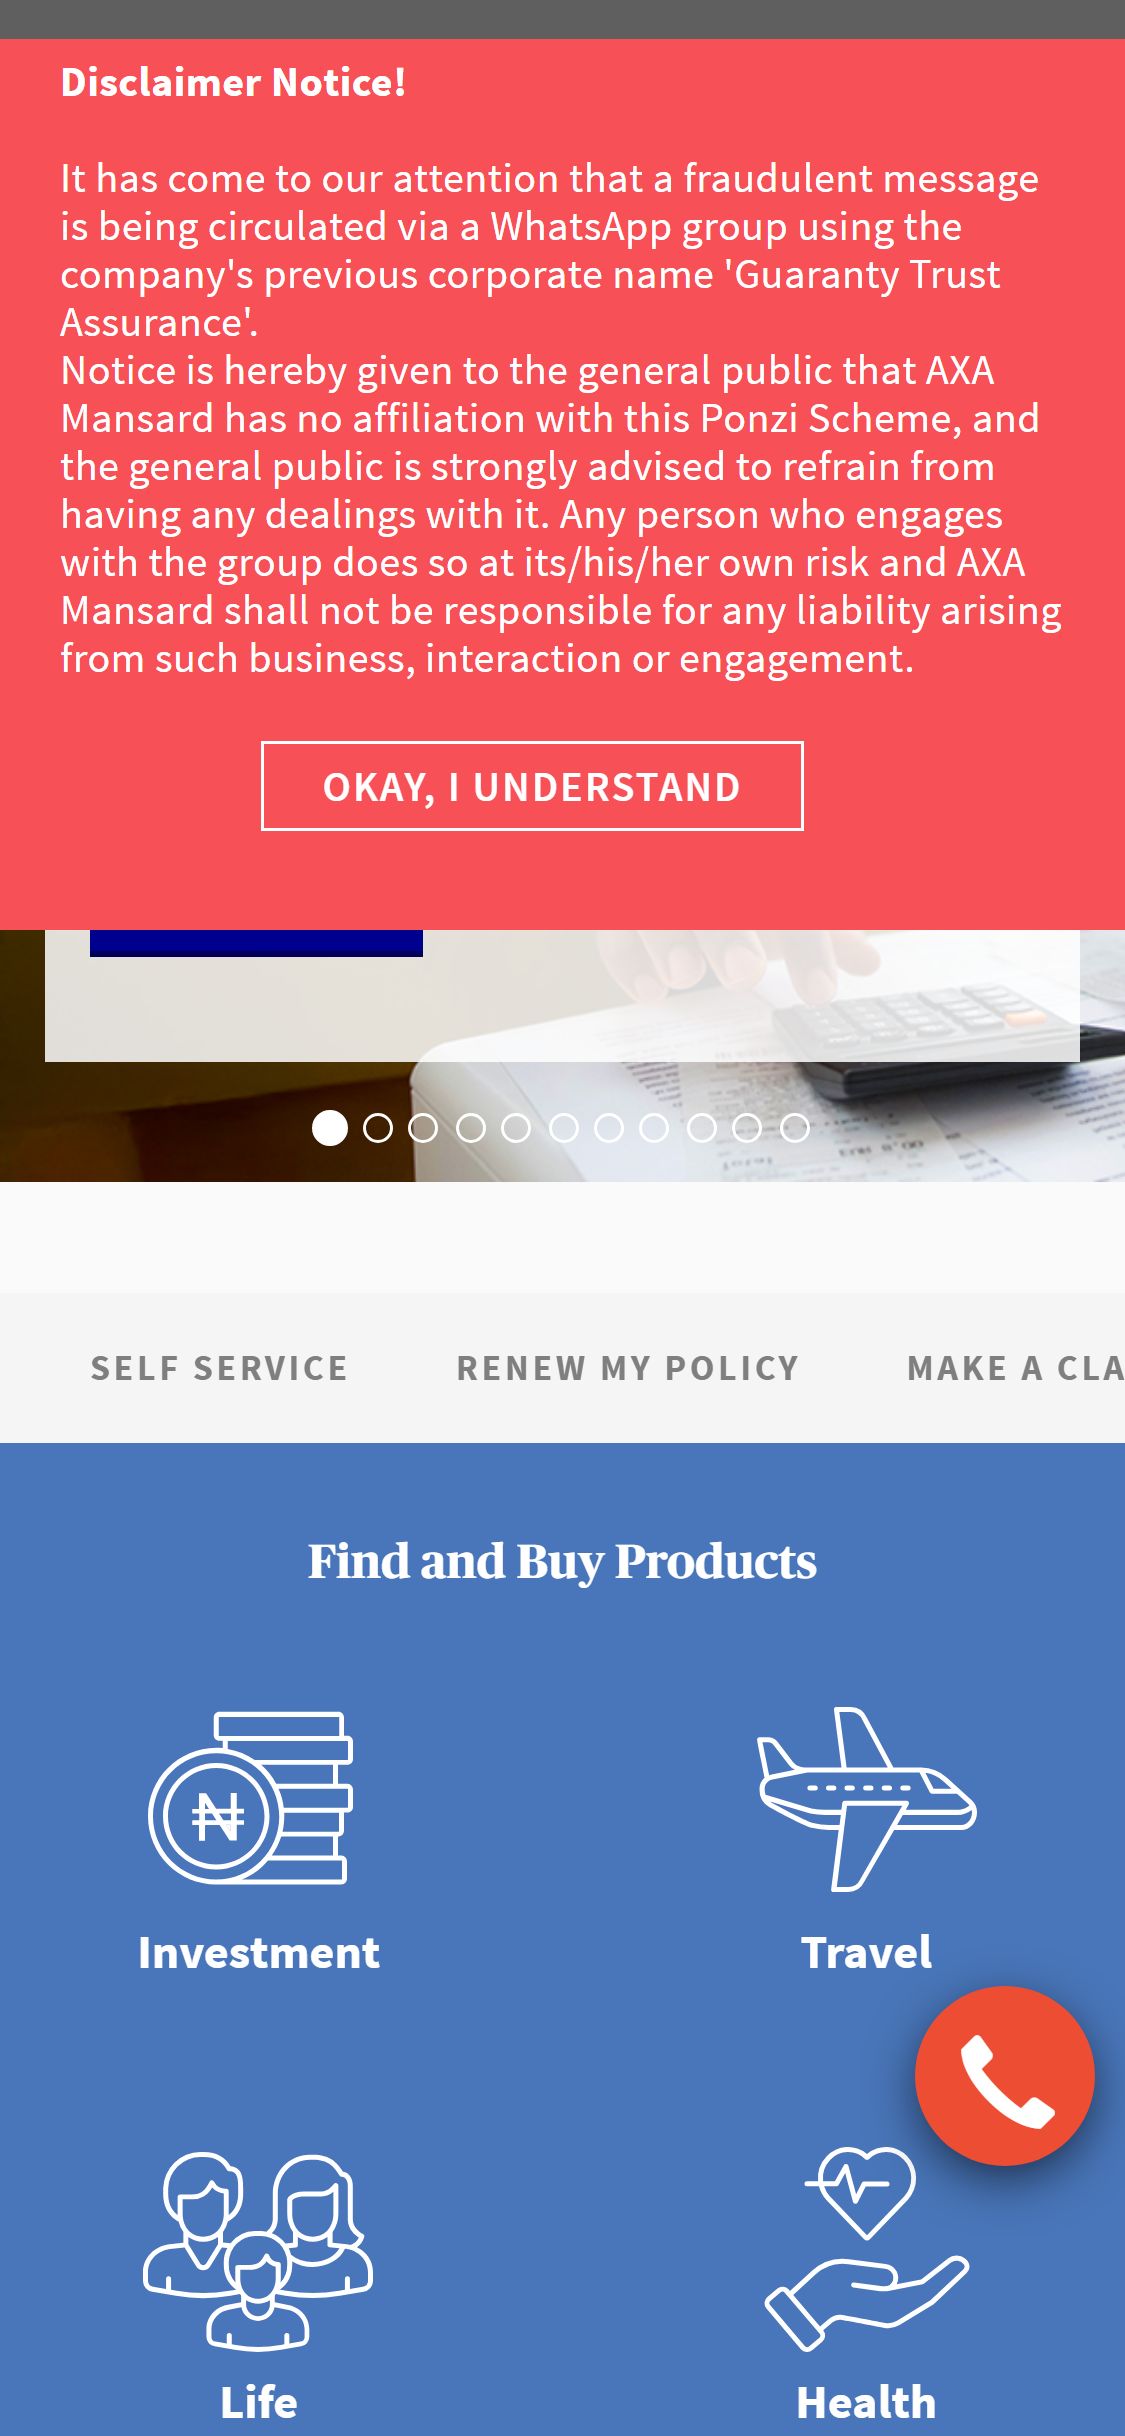 Disclaimer Notice!
It has come to our attention that a fraudulent message
is being circulated via a WhatsApp group using the
company's previous corporate name 'Guaranty Trust
Assurance'.
Notice is hereby given to the general public that AXA
Mansard has no affiliation with this Ponzi Scheme, and
the general public is strongly advised to refrain from
having any dealings with it. Any person who engages
with the group does so at its/his/her own risk and AXA
Mansard shall not be responsible for any liability arising
from such business, interaction or engagement.
OKAY, I UNDERSTAND
SELF SERVICE RENEW MY POLICY MAKE A CLA
Find and Buy Products
Investment Travel
Life Health